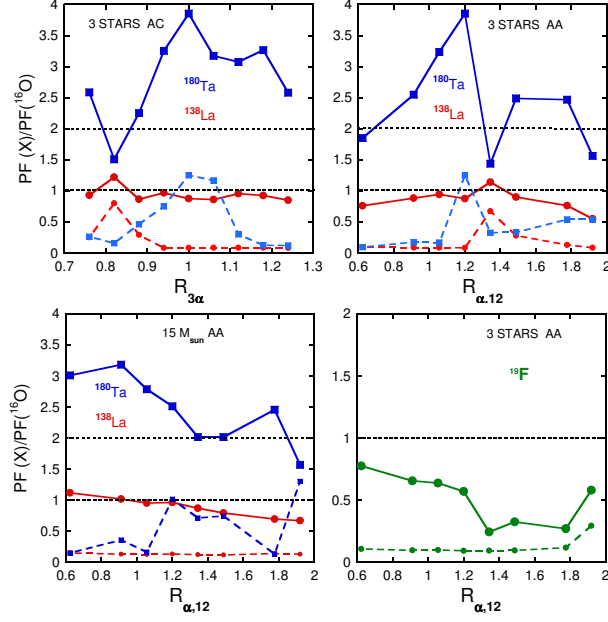 3 STARS AC
180Ta
138La
PF (X)/PF(16O)
4
3.5
3
2.5
2
1.5
1
0.5
0
0.7 0.8 0.9 1 1.1 1.2 1.3
R3α
3 STARS AA
180Ta
138La
4
3.5
3
2.5
2
1.5
1
0.5
0
0.6 0.8 1 1.2 1.4 1.6 1.8 2
Rα,12
15 Msun AA
180Ta
138La
PF (X)/PF(16O)
4
3.5
3
2.5
2
1.5
1
0.5
0
0.6 0.8 1 1.2 1.4 1.6 1.8 2
Rα,12
3 STARS AA
19F
2
1.5
1
0.5
0
0.6 0.8 1 1.2 1.4 1.6 1.8 2
Rα,12